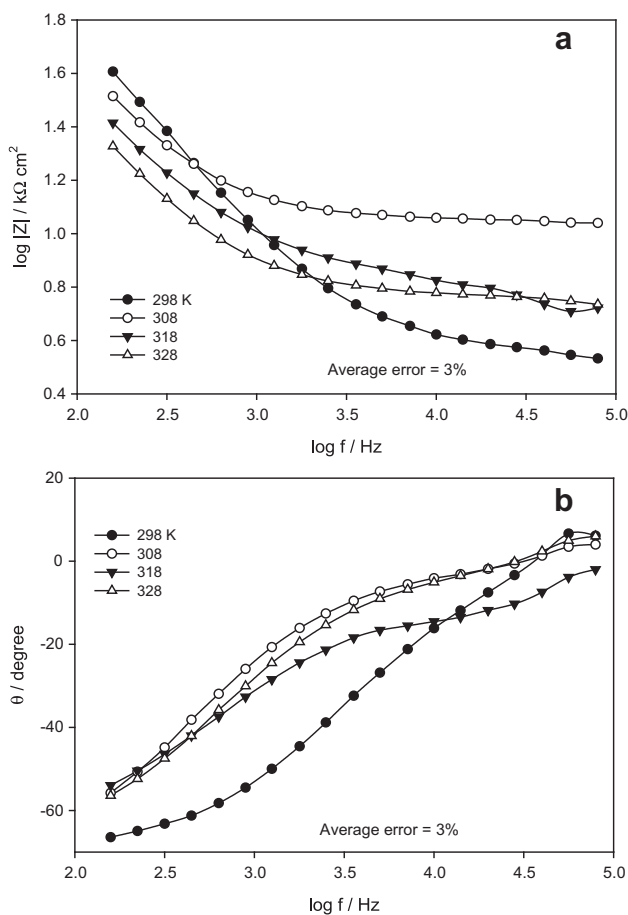 a
1.8
1.6
1.4
1.2
1.0
0.8
0.6
0.4
log |Z| / kΩ cm²
298 K
308
318
328
Average error = 3%
2.0 2.5 3.0 3.5 4.0 4.5 5.0
log f / Hz
b
20
0
-20
-40
-60
θ / degree
298 K
308
318
328
Average error = 3%
2.0 2.5 3.0 3.5 4.0 4.5 5.0
log f / Hz